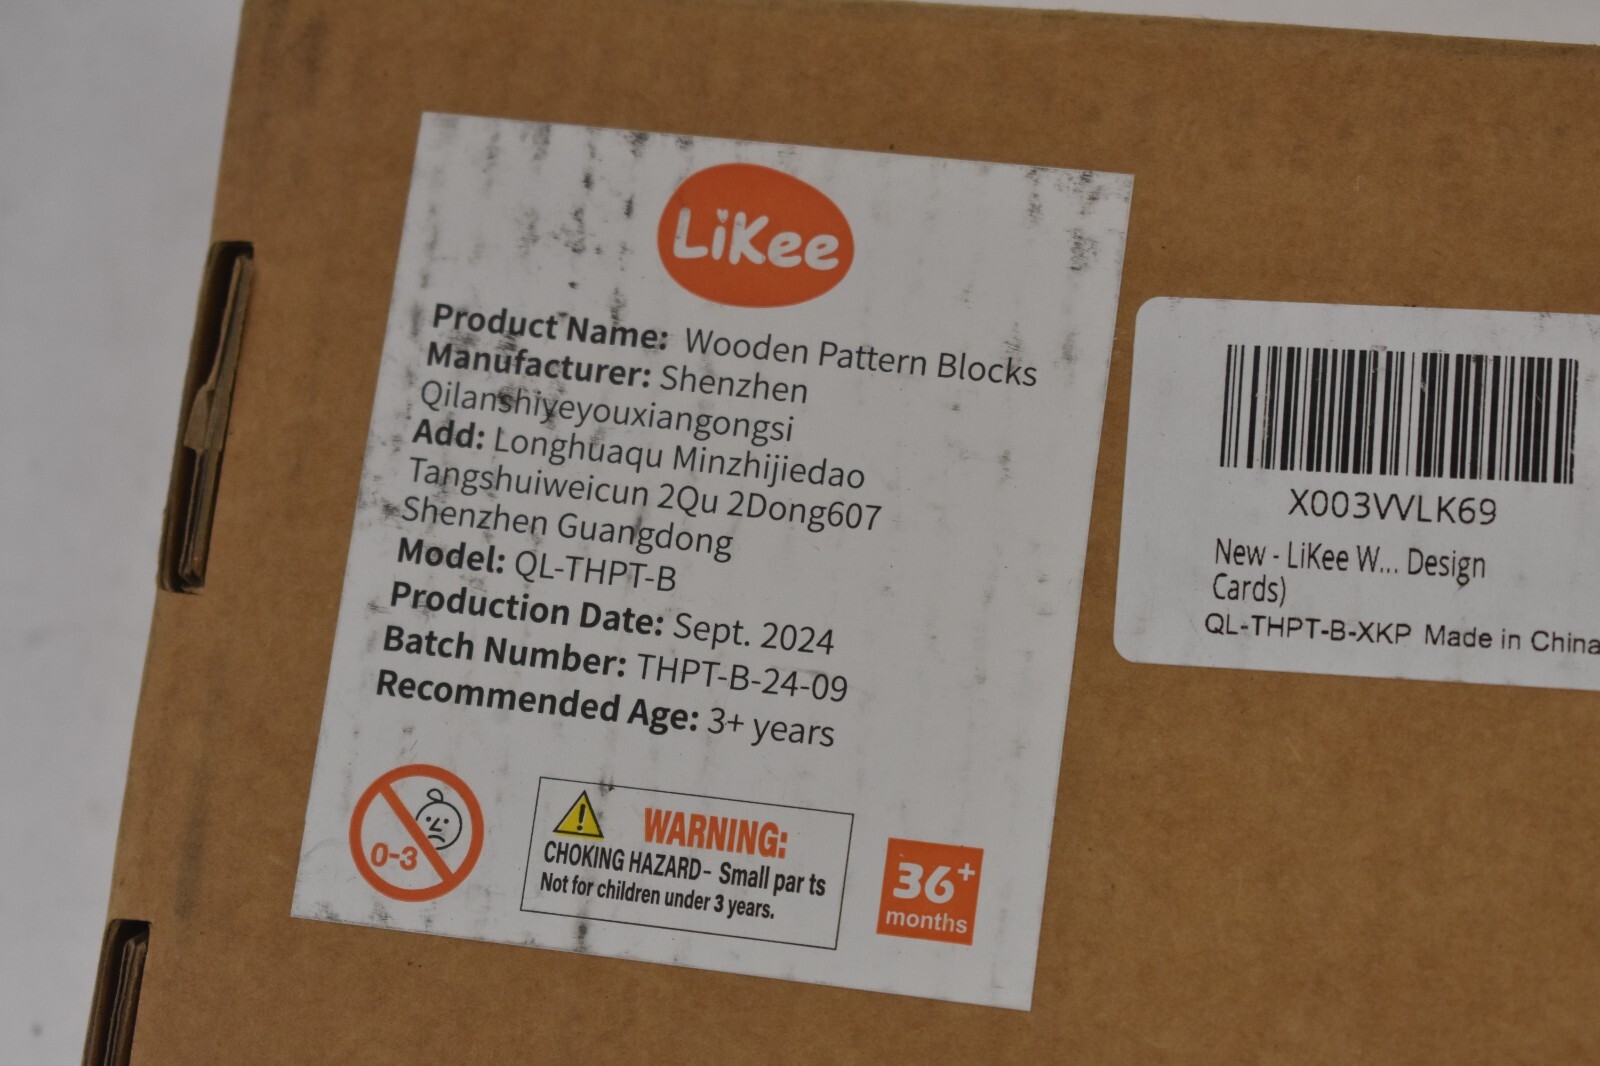 LiKee
Product Name: Wooden Pattern Blocks
Manufacturer: Shenzhen
Qilanshiyeyouxiangongsi
Add: Longhuaqu Minzhijiedao
Tangshuiweicun 2Qu 2Dong607
Shenzhen Guangdong
Model: QL-THPT-B
Production Date: Sept. 2024
Batch Number: THPT-B-24-09
Recommended Age: 3+ years
0-3
WARNING:
CHOKING HAZARD- Small par ts
Not for children under 3 years.
36+
months
X003VVLK69
New - LiKee W... Design
Cards)
QL-THPT-B-XKP Made in China